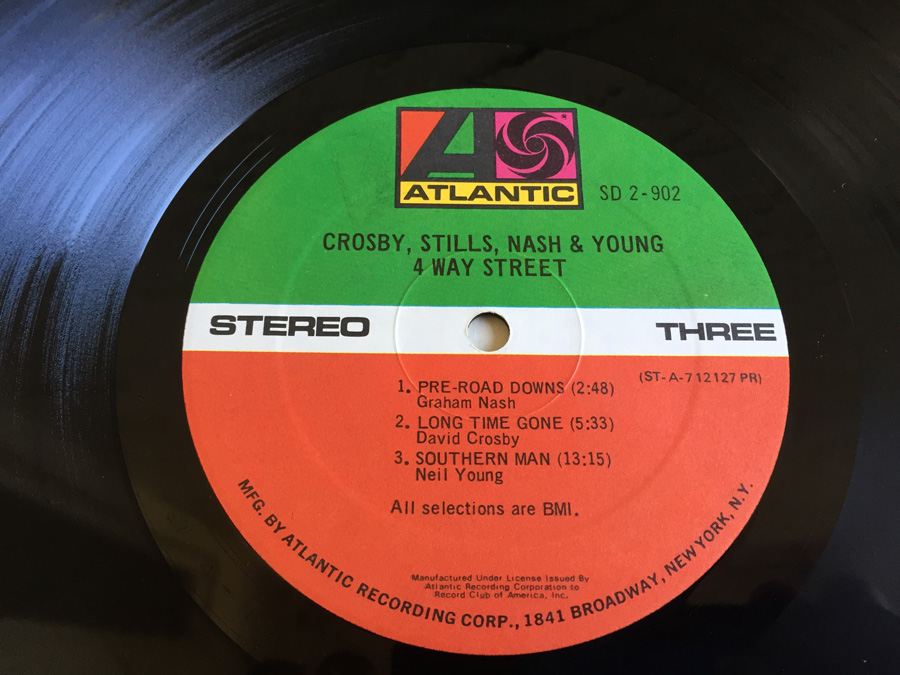 ATLANTIC
SD 2-902
CROSBY, STILLS, NASH & YOUNG
4 WAY STREET
STEREO
THREE
(ST-A-712127 PR)
1. PRE-ROAD DOWNS (2:48)
Graham Nash
2. LONG TIME GONE (5:33)
David Crosby
3. SOUTHERN MAN (13:15)
Neil Young
All selections are BMI.
Manufactured Under License Issued By
Atlantic Recording Corporation to
Record Club of America, Inc.
MFG. BY ATLANTIC RECORDING CORP., 1841 BROADWAY, NEW YORK, N.Y.